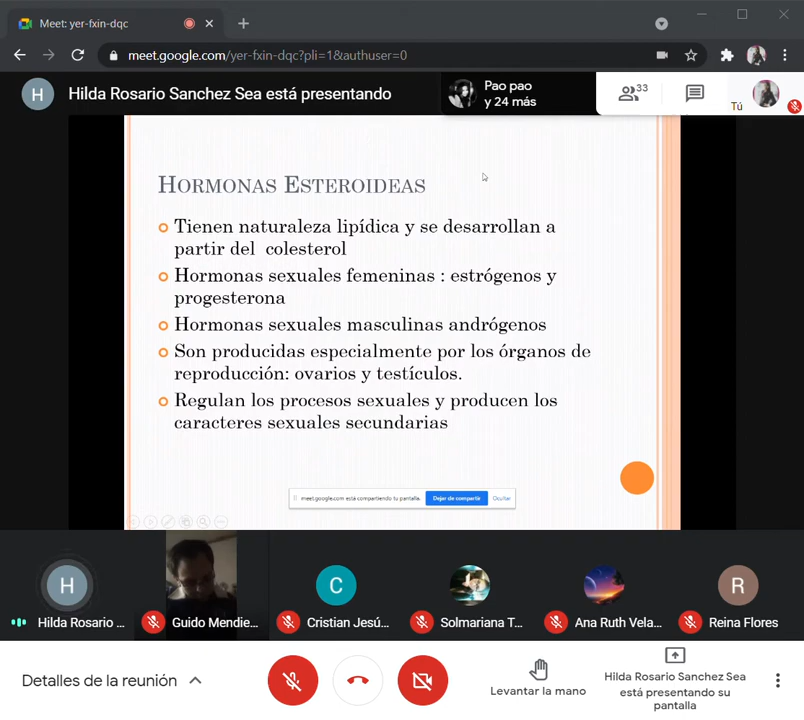 Meet: yer-fxin-dqc
meet.google.com/yer-fxin-dqc?pli=1&authuser=0
H
Hilda Rosario Sanchez Sea está presentando
Pao pao
y 24 más
33
Tú
HORMONAS ESTEROIDEAS
Tienen naturaleza lipídica y se desarrollan a
partir del colesterol
Hormonas sexuales femeninas : estrógenos y
progesterona
Hormonas sexuales masculinas andrógenos
Son producidas especialmente por los órganos de
reproducción: ovarios y testículos.
Regulan los procesos sexuales y producen los
caracteres sexuales secundarias
meet.google.com está compartiendo tu pantalla.
Dejar de compartir
Ocultar
H
C
R
Hilda Rosario ...
Guido Mendie...
Cristian Jesú...
Solmariana T...
Ana Ruth Vela...
Reina Flores
Detalles de la reunión
Levantar la mano
Hilda Rosario Sanchez Sea
está presentando su
pantalla